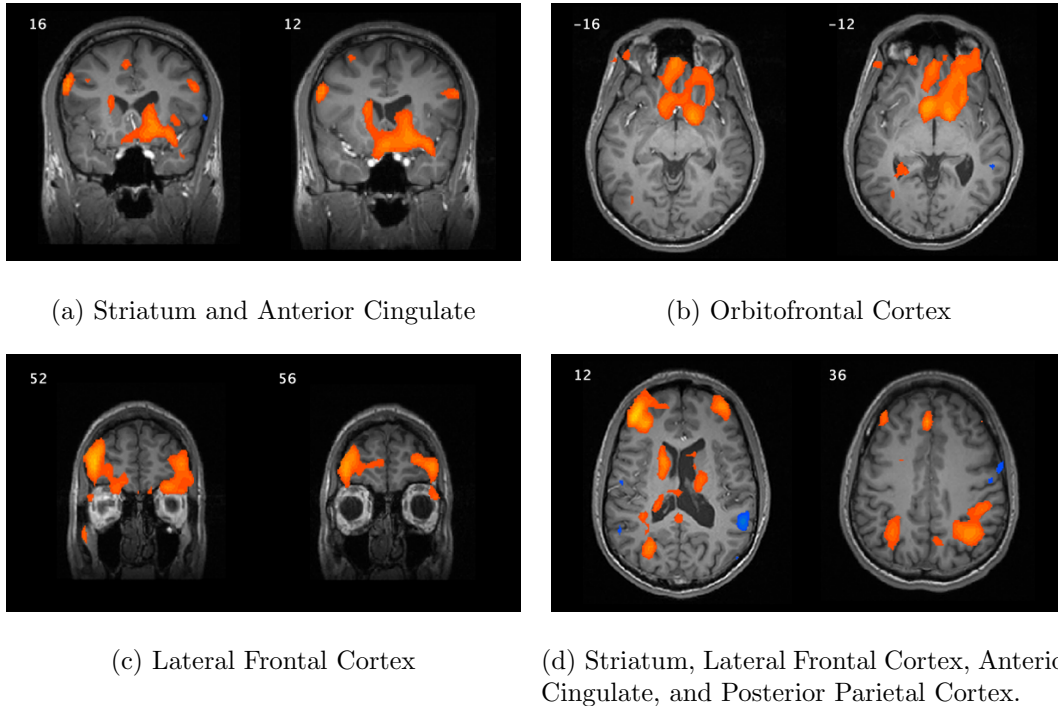 16
12
-16
-12
(a) Striatum and Anterior Cingulate
(b) Orbitofrontal Cortex
52
56
12
36
(c) Lateral Frontal Cortex
(d) Striatum, Lateral Frontal Cortex, Anterio
Cingulate, and Posterior Parietal Cortex.